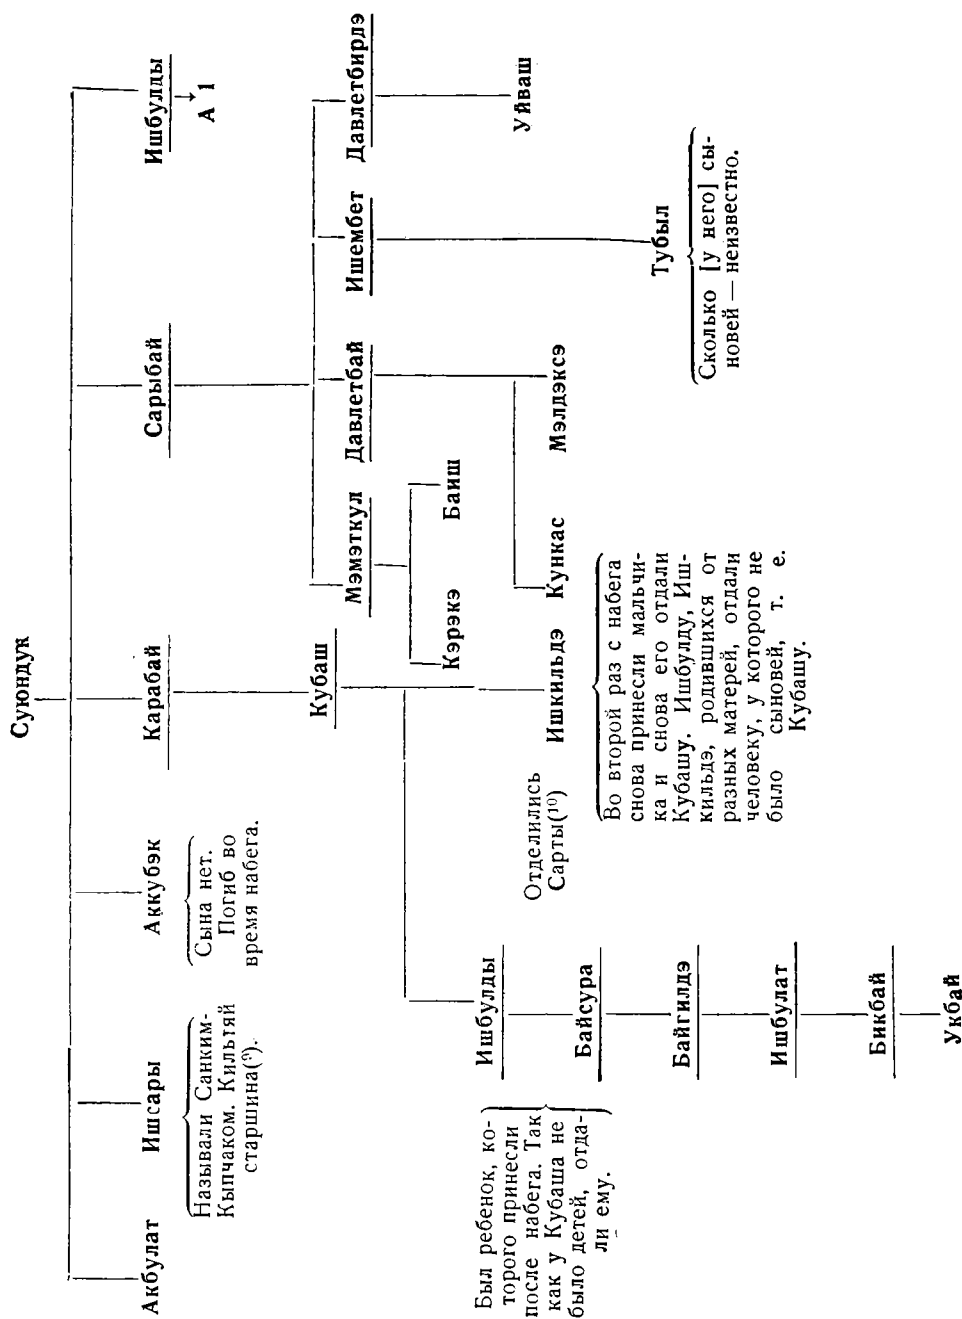 Суюндук
Акбулат
Ишсары
Аккубэк
Карабай
Сарыбай
Ишбулды
Называли Санким-
Кыпчаком. Кильтяй
старшина(⁹).
Сына нет.
Погиб во
время набега.
А 1
Кубаш
Мэмэткул
Давлетбай
Ишембет
Давлетбирлэ
Кэрэкэ
Баиш
Ишбулды
Был ребенок, ко-
торого принесли
после набега. Так
как у Кубаша не
было детей, отда-
ли ему.
Отделились
Сарты(¹⁰)
Ишкильдэ
Кункас
Мэлдэксэ
Уйваш
Байсура
Во второй раз с набега
снова принесли мальчи-
ка и снова его отдали
Кубашу. Ишбулду, Иш-
кильдэ, родившихся от
разных матерей, отдали
человеку, у которого не
было сыновей, т. е.
Кубашу.
Тубыл
Сколько [у него] сы-
новей — неизвестно.
Байгилдэ
Ишбулат
Бикбай
Укбай